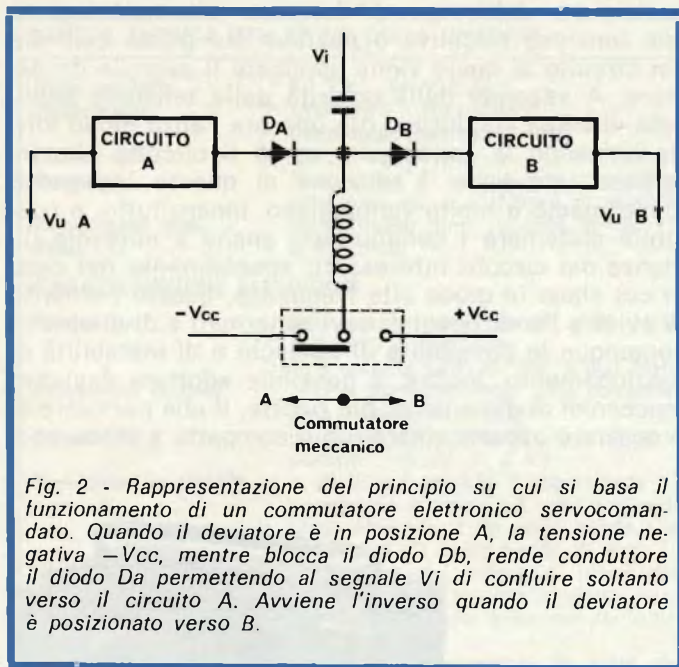 Vi
DA
DB
CIRCUITO
A
CIRCUITO
B
Vu A
Vu B
−Vcc
+Vcc
A
B
Commutatore
meccanico
Fig. 2 - Rappresentazione del principio su cui si basa il
funzionamento di un commutatore elettronico servocoman-
dato. Quando il deviatore è in posizione A, la tensione ne-
gativa −Vcc, mentre blocca il diodo Db, rende conduttore
il diodo Da permettendo al segnale Vi di confluire soltanto
verso il circuito A. Avviene l'inverso quando il deviatore
è posizionato verso B.